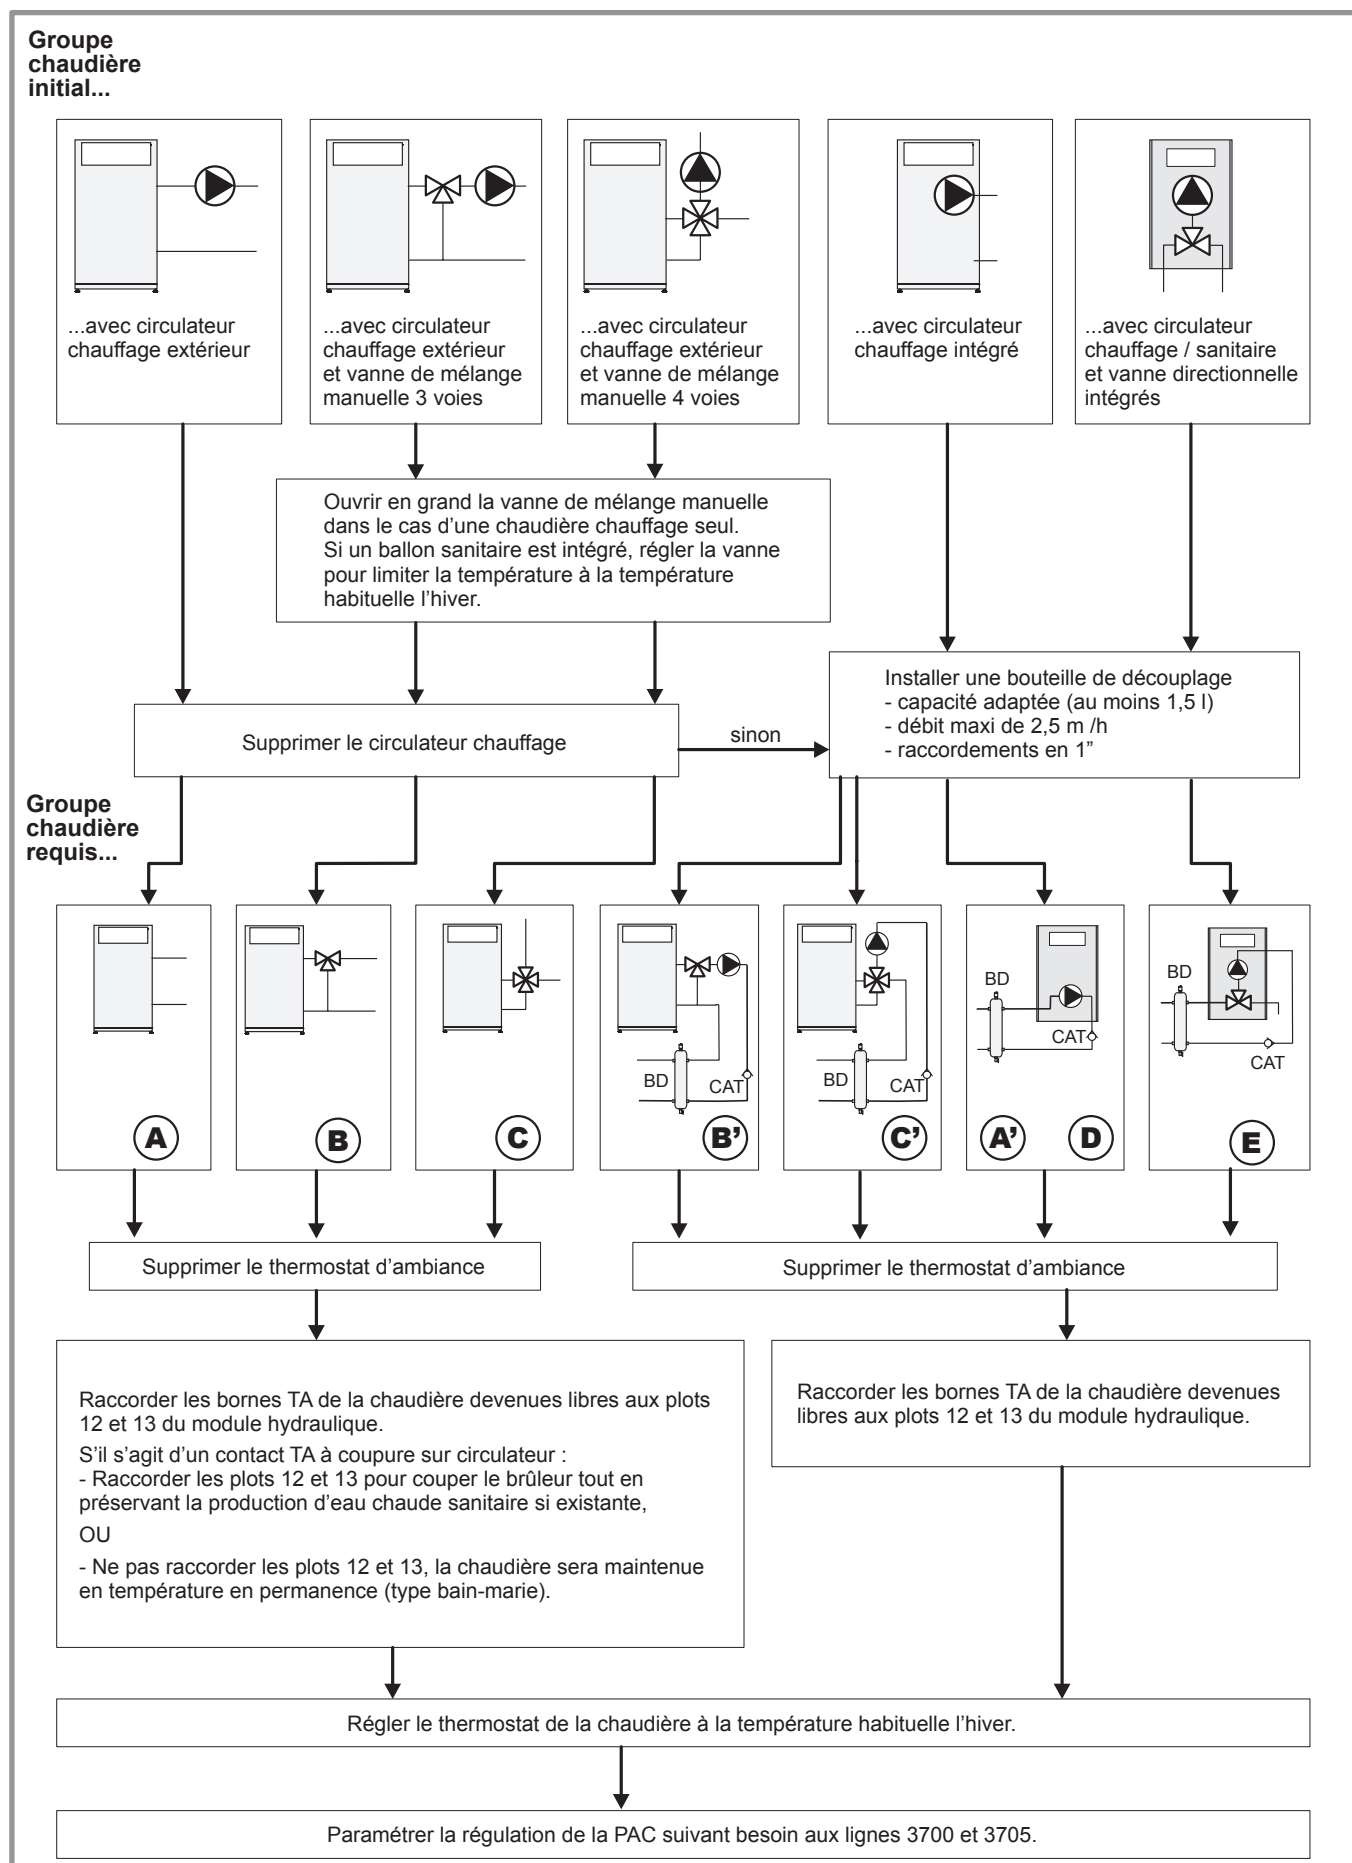 Groupe
chaudière
initial...
...avec circulateur
chauffage extérieur
...avec circulateur
chauffage extérieur
et vanne de mélange
manuelle 3 voies
...avec circulateur
chauffage extérieur
et vanne de mélange
manuelle 4 voies
...avec circulateur
chauffage intégré
...avec circulateur
chauffage / sanitaire
et vanne directionnelle
intégrés
Ouvrir en grand la vanne de mélange manuelle
dans le cas d’une chaudière chauffage seul.
Si un ballon sanitaire est intégré, régler la vanne
pour limiter la température à la température
habituelle l’hiver.
Supprimer le circulateur chauffage
sinon
Installer une bouteille de découplage
- capacité adaptée (au moins 1,5 l)
- débit maxi de 2,5 m /h
- raccordements en 1”
Groupe
chaudière
requis...
A
B
C
BD
CAT
B’
BD
CAT
C’
BD
CAT
A’
D
BD
CAT
E
Supprimer le thermostat d’ambiance
Supprimer le thermostat d’ambiance
Raccorder les bornes TA de la chaudière devenues libres aux plots
12 et 13 du module hydraulique.
S’il s’agit d’un contact TA à coupure sur circulateur :
- Raccorder les plots 12 et 13 pour couper le brûleur tout en
préservant la production d’eau chaude sanitaire si existante,
OU
- Ne pas raccorder les plots 12 et 13, la chaudière sera maintenue
en température en permanence (type bain-marie).
Raccorder les bornes TA de la chaudière devenues
libres aux plots 12 et 13 du module hydraulique.
Régler le thermostat de la chaudière à la température habituelle l’hiver.
Paramétrer la régulation de la PAC suivant besoin aux lignes 3700 et 3705.